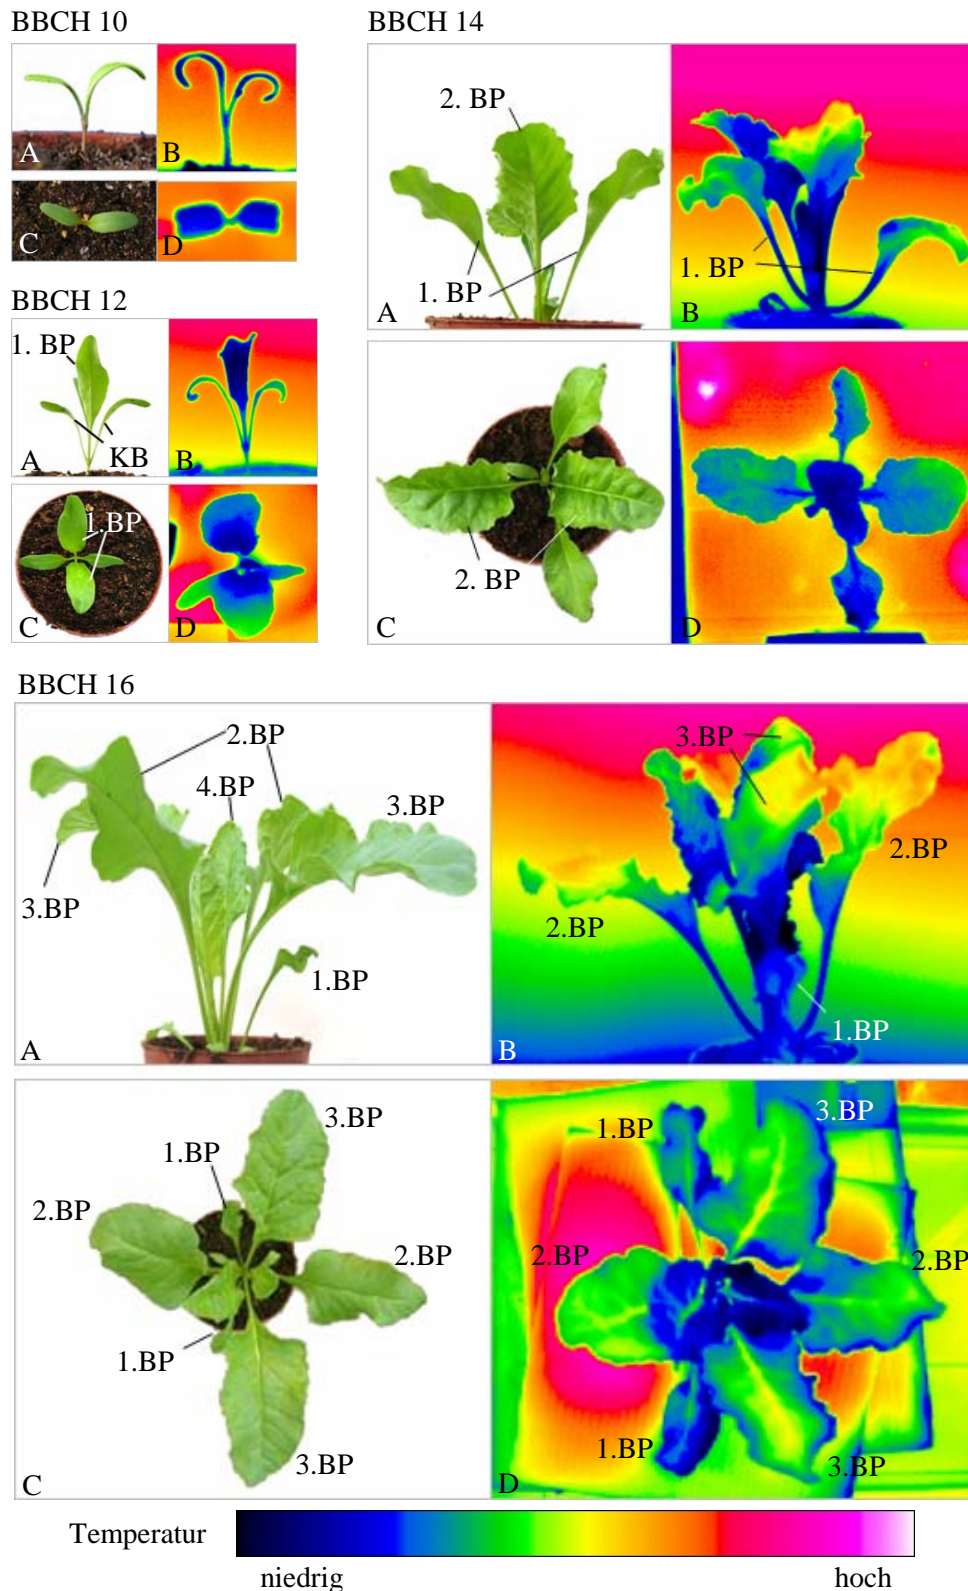 BBCH 10
A
B
C
D
BBCH 12
1. BP
KB
A
B
1.BP
C
D
BBCH 14
2. BP
1. BP
A
1. BP
B
2. BP
C
D
BBCH 16
2.BP
4.BP
3.BP
3.BP
1.BP
A
3.BP
2.BP
2.BP
1.BP
B
3.BP
1.BP
2.BP
2.BP
1.BP
3.BP
C
3.BP
1.BP
2.BP
2.BP
1.BP
3.BP
D
Temperatur
niedrig hoch